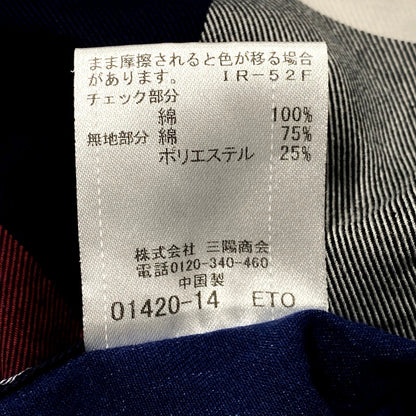 まま摩擦されると色が移る場合
があります。 IR-52F
チェック部分
綿 100%
無地部分 綿 75%
ポリエステル 25%
株式会社 三陽商会
電話0120-340-460
中国製
01420-14 ETO